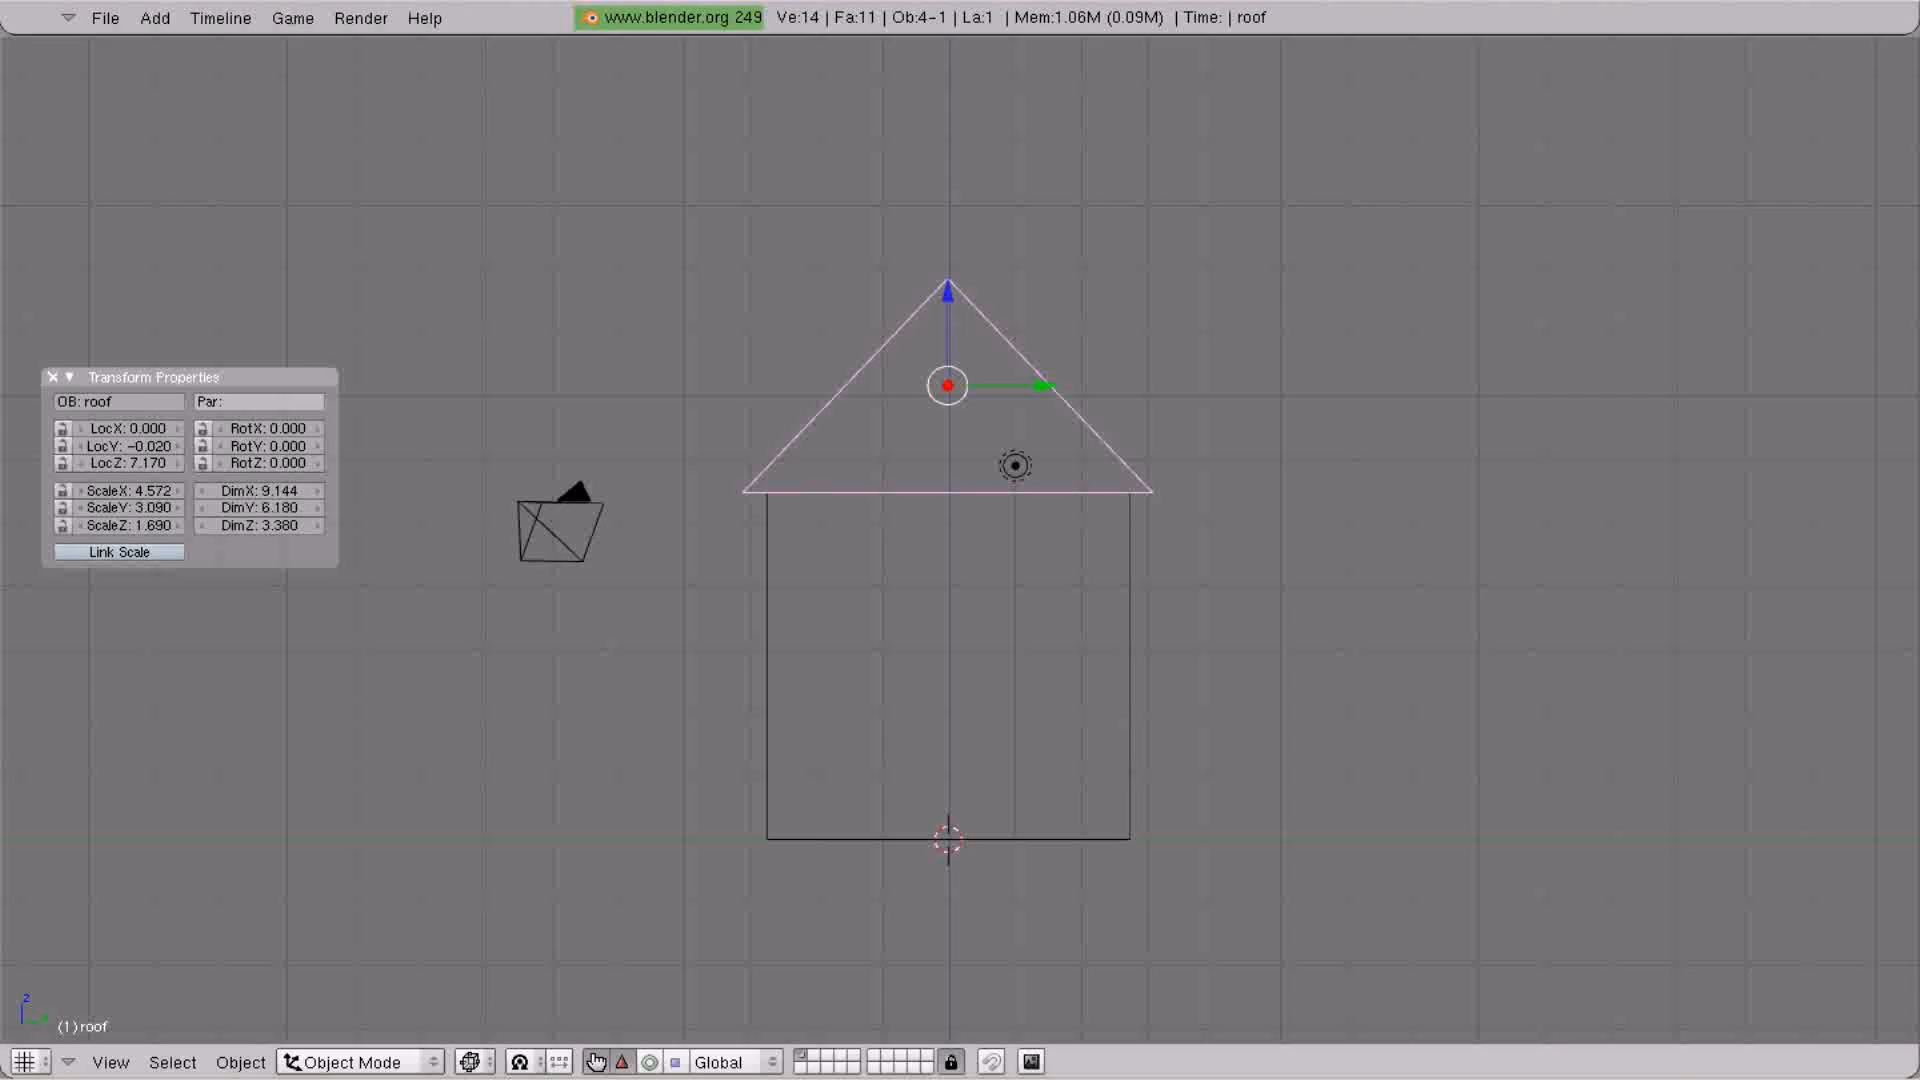 File Add Timeline Game Render Help www.blender.org 249 Ve:14 | Fa:11 | Ob:4-1 | La:1 | Mem:1.06M (0.09M) | Time: | roof
Transform Properties
OB: roof Par:
LocX: 0.000 RotX: 0.000
LocY: -0.020 RotY: 0.000
LocZ: 7.170 RotZ: 0.000
ScaleX: 4.572 DimX: 9.144
ScaleY: 3.090 DimY: 6.180
ScaleZ: 1.690 DimZ: 3.380
Link Scale
z
(1) roof
View Select Object Object Mode Global